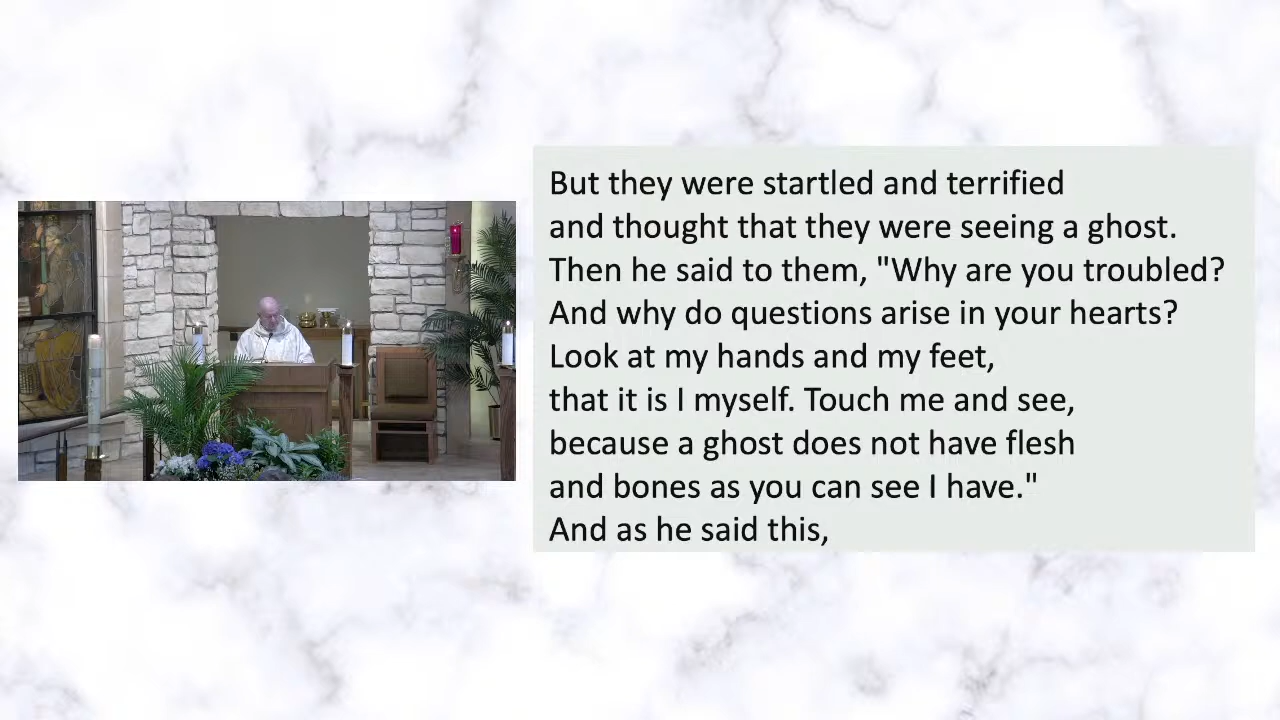 But they were startled and terrified
and thought that they were seeing a ghost.
Then he said to them, "Why are you troubled?
And why do questions arise in your hearts?
Look at my hands and my feet,
that it is I myself. Touch me and see,
because a ghost does not have flesh
and bones as you can see I have."
And as he said this,